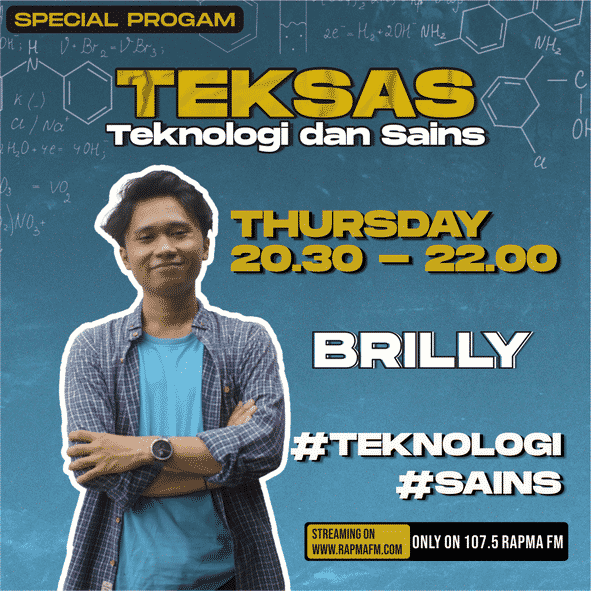 SPECIAL PROGAM
TEKSAS
Teknologi dan Sains
THURSDAY
20.30 – 22.00
BRILLY
#TEKNOLOGI
#SAINS
STREAMING ON
WWW.RAPMAFM.COM
ONLY ON 107.5 RAPMA FM